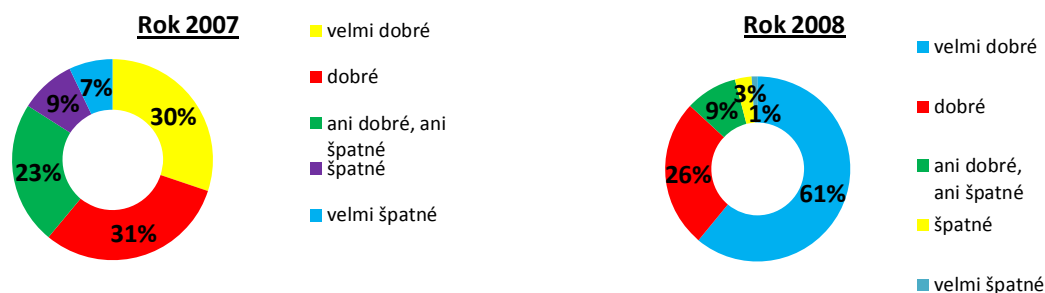 Rok 2007
velmi dobré
dobré
ani dobré, ani
špatné
špatné
velmi špatné
7%
9%
30%
23%
31%
Rok 2008
velmi dobré
dobré
ani dobré,
ani špatné
špatné
velmi špatné
3%
9%
1%
26%
61%